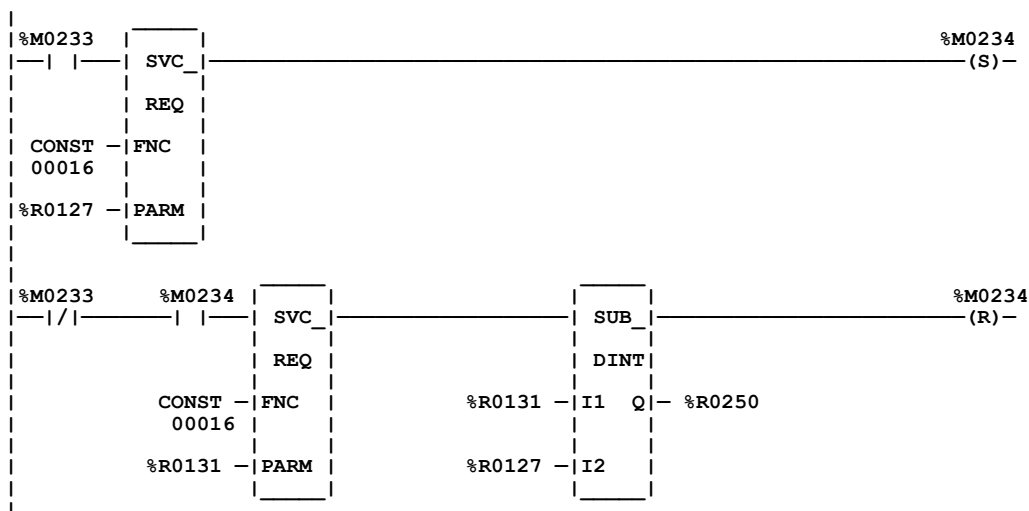 %M0233 %M0234
SVC_ (S)
REQ
CONST FNC
00016
%R0127 PARM
%M0233 %M0234 %M0234
SVC_ SUB_ (R)
REQ DINT
CONST FNC %R0131 I1 Q %R0250
00016
%R0131 PARM %R0127 I2